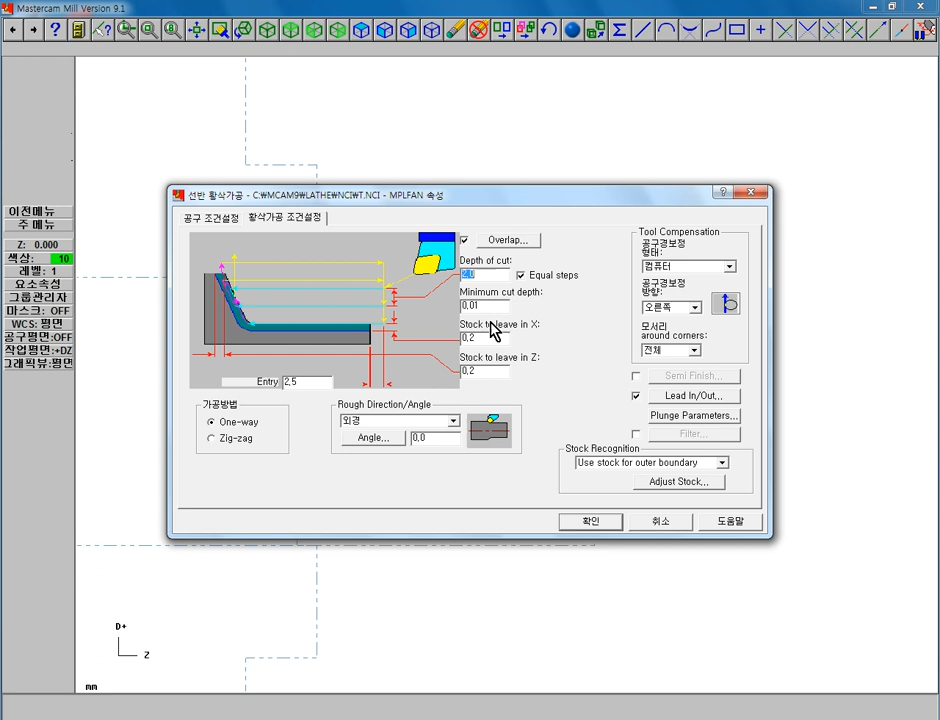 Mastercam Mill Version 9.1
이전메뉴
주 메뉴
Z: 0.000
색상: 10
레벨: 1
요소속성
그룹관리자
마스크: OFF
WCS: 평면
공구평면:OFF
작업평면:+DZ
그래픽뷰:평면
선반 황삭가공 - C:₩MCAM9₩LATHE₩NCI₩T.NCI - MPLFAN 속성
공구 조건설정
황삭가공 조건설정
Overlap...
Depth of cut:
2,0
Equal steps
Minimum cut depth:
0,01
Stock to leave in X:
0,2
Stock to leave in Z:
0,2
Entry 2,5
Tool Compensation
공구경보정
형태:
컴퓨터
공구경보정
방향:
오른쪽
모서리
around corners:
전체
Semi Finish...
Lead In/Out...
Plunge Parameters...
Filter...
가공방법
One-way
Zig-zag
Rough Direction/Angle
외경
Angle...
0,0
Stock Recognition
Use stock for outer boundary
Adjust Stock...
확인
취소
도움말
D+
Z
mm